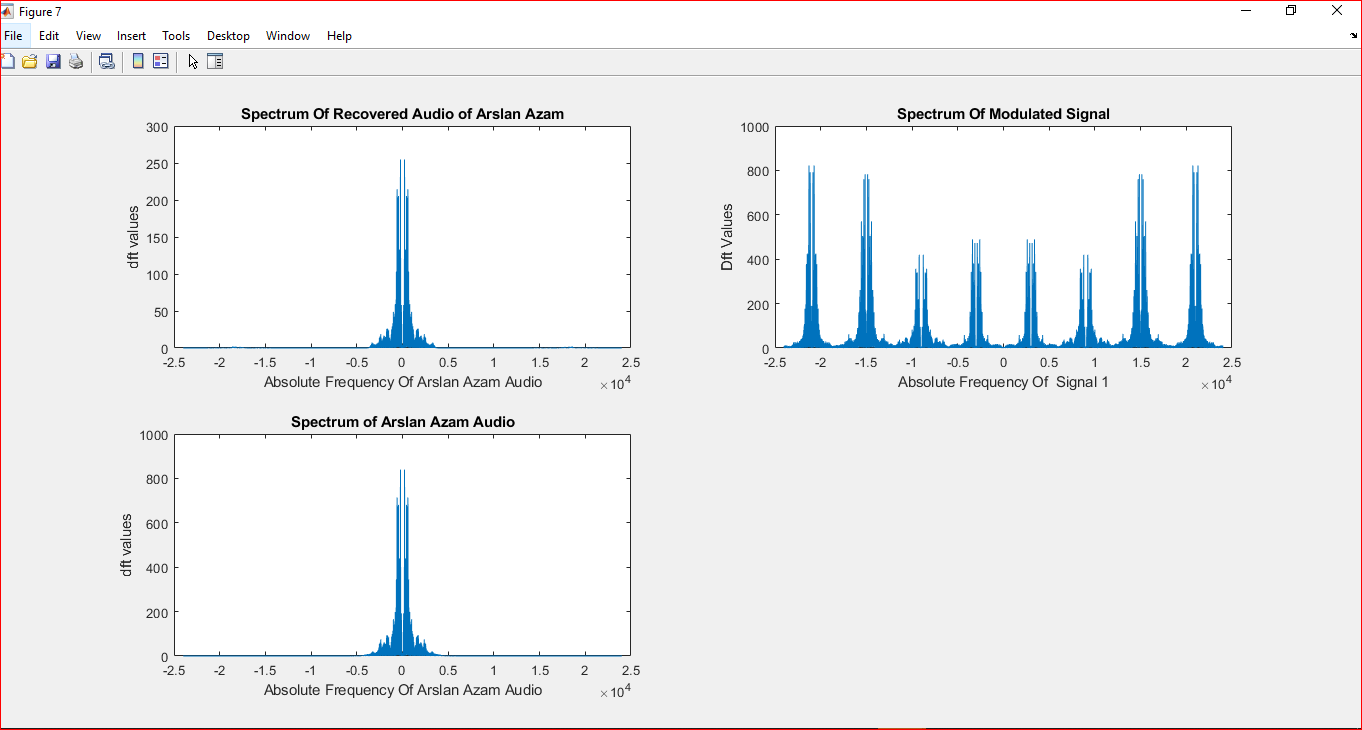 Figure 7
File Edit View Insert Tools Desktop Window Help
Spectrum Of Recovered Audio of Arslan Azam
300
250
200
150
100
50
0
dft values
-2.5 -2 -1.5 -1 -0.5 0 0.5 1 1.5 2 2.5
Absolute Frequency Of Arslan Azam Audio
×10^4
Spectrum Of Modulated Signal
1000
800
600
400
200
0
Dft Values
-2.5 -2 -1.5 -1 -0.5 0 0.5 1 1.5 2 2.5
Absolute Frequency Of  Signal 1
×10^4
Spectrum of Arslan Azam Audio
1000
800
600
400
200
0
dft values
-2.5 -2 -1.5 -1 -0.5 0 0.5 1 1.5 2 2.5
Absolute Frequency Of Arslan Azam Audio
×10^4